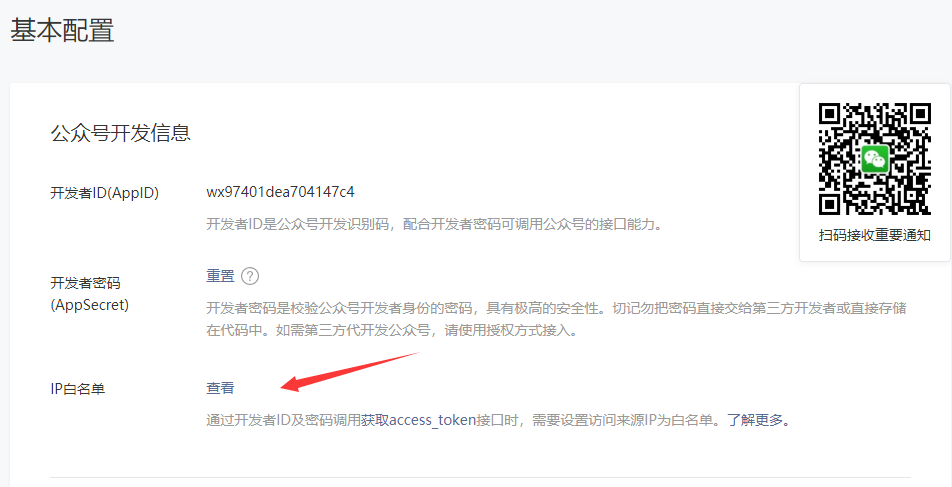 基本配置
公众号开发信息
开发者ID(AppID)
wx97401dea704147c4
开发者ID是公众号开发识别码，配合开发者密码可调用公众号的接口能力。
扫码接收重要通知
开发者密码
(AppSecret)
重置 ?
开发者密码是校验公众号开发者身份的密码，具有极高的安全性。切记勿把密码直接交给第三方开发者或直接存储
在代码中。如需第三方代开发公众号，请使用授权方式接入。
IP白名单
查看
通过开发者ID及密码调用获取access_token接口时，需要设置访问来源IP为白名单。了解更多。